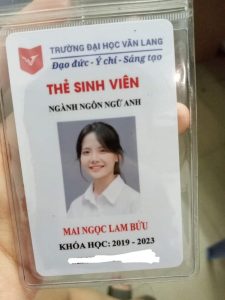 TRƯỜNG ĐẠI HỌC VĂN LANG
Đạo đức - Ý chí - Sáng tạo
THẺ SINH VIÊN
NGÀNH NGÔN NGỮ ANH
MAI NGỌC LAM BỬU
KHÓA HỌC: 2019 - 2023